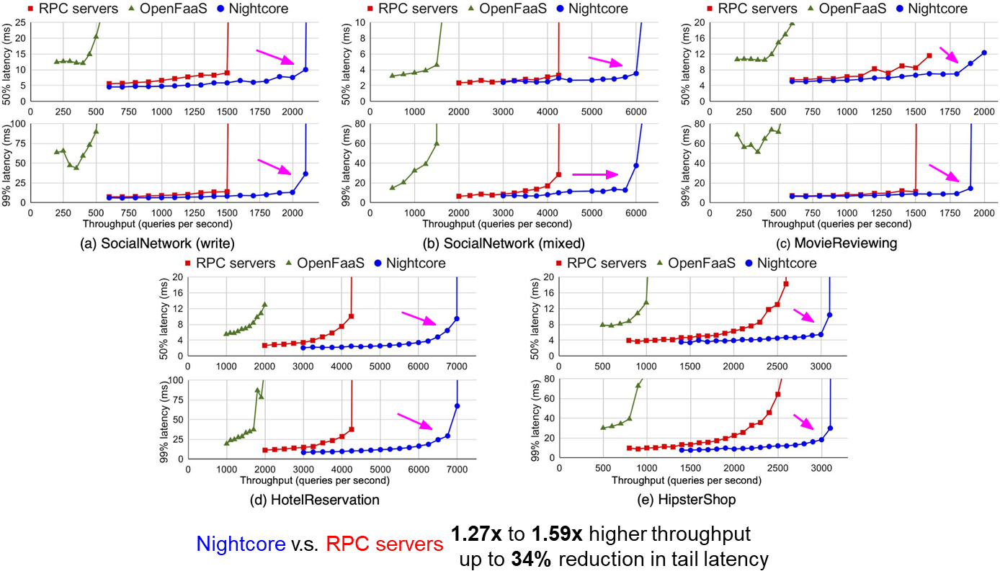 RPC servers OpenFaaS Nightcore
RPC servers OpenFaaS Nightcore
RPC servers OpenFaaS Nightcore
50% latency (ms)
25
20
15
10
5
0
0 250 500 750 1000 1250 1500 1750 2000
99% latency (ms)
100
75
50
25
0
0 250 500 750 1000 1250 1500 1750 2000
Throughput (queries per second)
(a) SocialNetwork (write)
50% latency (ms)
10
8
6
4
2
0
0 1000 2000 3000 4000 5000 6000
99% latency (ms)
80
60
40
20
0
0 1000 2000 3000 4000 5000 6000
Throughput (queries per second)
(b) SocialNetwork (mixed)
50% latency (ms)
20
16
12
8
4
0
0 250 500 750 1000 1250 1500 1750 2000
99% latency (ms)
80
60
40
20
0
0 250 500 750 1000 1250 1500 1750 2000
Throughput (queries per second)
(c) MovieReviewing
RPC servers OpenFaaS Nightcore
RPC servers OpenFaaS Nightcore
50% latency (ms)
20
16
12
8
4
0
0 1000 2000 3000 4000 5000 6000 7000
99% latency (ms)
100
75
50
25
0
0 1000 2000 3000 4000 5000 6000 7000
Throughput (queries per second)
(d) HotelReservation
50% latency (ms)
20
16
12
8
4
0
0 500 1000 1500 2000 2500 3000
99% latency (ms)
80
60
40
20
0
0 500 1000 1500 2000 2500 3000
Throughput (queries per second)
(e) HipsterShop
Nightcore v.s. RPC servers 1.27x to 1.59x higher throughput
up to 34% reduction in tail latency